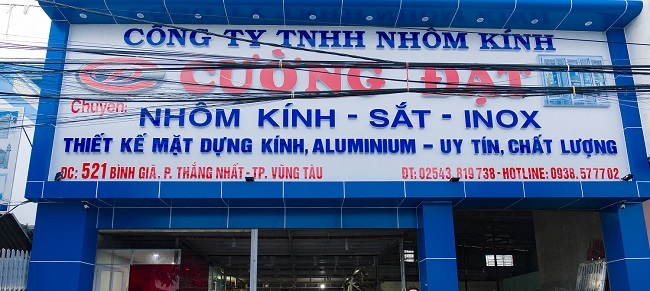 CÔNG TY TNHH NHÔM KÍNH
CƯỜNG ĐẠT
Chuyên:
NHÔM KÍNH - SẮT - INOX
THIẾT KẾ MẶT DỰNG KÍNH, ALUMINIUM - UY TÍN, CHẤT LƯỢNG
ĐC: 521 BÌNH GIÃ, P. THẮNG NHẤT - TP. VŨNG TÀU
ĐT: 02543. 819 738 - HOTLINE: 0938. 577702